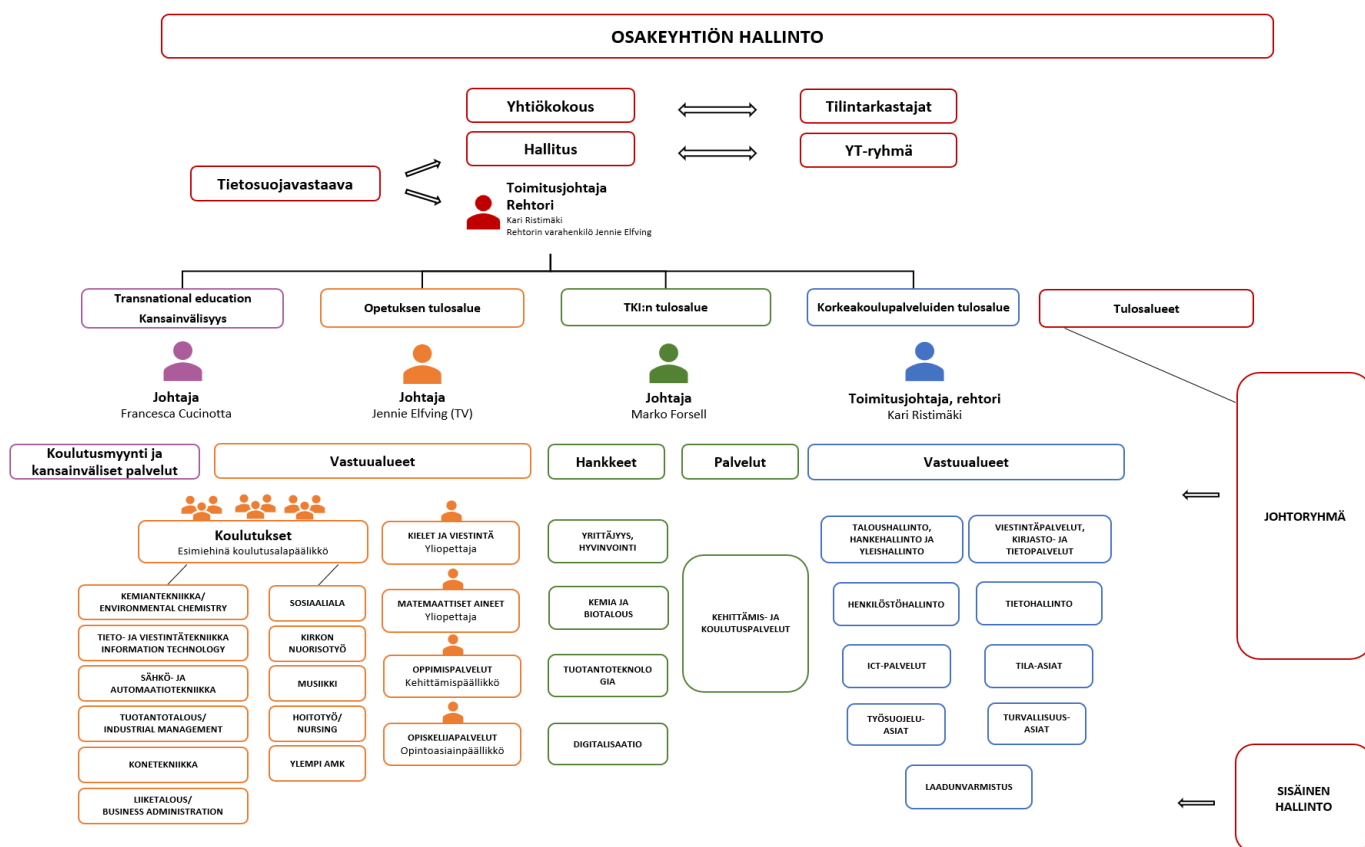 OSAKEYHTIÖN HALLINTO
Yhtiökokous
Tilintarkastajat
Hallitus
YT-ryhmä
Tietosuojavastaava
Toimitusjohtaja
Rehtori
Kari Ristimäki
Rehtorin varahenkilö Jennie Elfving
Transnational education
Kansainvälisyys
Opetuksen tulosalue
TKI:n tulosalue
Korkeakoulupalveluiden tulosalue
Tulosalueet
Johtaja
Francesca Cucinotta
Johtaja
Jennie Elfving (TV)
Johtaja
Marko Forsell
Toimitusjohtaja, rehtori
Kari Ristimäki
Koulutusmyynti ja
kansainväliset palvelut
Vastuualueet
Hankkeet
Palvelut
Vastuualueet
JOHTORYHMÄ
Koulutukset
Esimiehinä koulutusalapäälikkö
KEMIANTEKNIIKKA/
ENVIRONMENTAL CHEMISTRY
TIETO- JA VIESTINTÄTEKNIIKKA
INFORMATION TECHNOLOGY
SÄHKÖ- JA
AUTOMAATIOTEKNIIKKA
TUOTANTOTALOUS/
INDUSTRIAL MANAGEMENT
KONETEKNIIKKA
LIIKETALOUS/
BUSINESS ADMINISTRATION
SOSIAALIALA
KIRKON
NUORISOTYÖ
MUSIIKKI
HOITOTYÖ/
NURSING
YLEMPI AMK
KIELET JA VIESTINTÄ
Yliopettaja
MATEMAATTISET AINEET
Yliopettaja
OPPIMISPALVELUT
Kehittämispäällikkö
OPISKELIJAPALVELUT
Opintoasiainpäällikkö
YRITTÄJYYS,
HYVINVOINTI
KEMIA JA
BIOTALOUS
TUOTANTOTEKNOLO
GIA
DIGITALISAATIO
KEHITTÄMIS- JA
KOULUTUSPALVELUT
TALOUSHALLINTO,
HANKEHALLINTO JA
YLEISHALLINTO
VIESTINTÄPALVELUT,
KIRJASTO- JA
TIETOPALVELUT
HENKILÖSTÖHALLINTO
TIETOHALLINTO
ICT-PALVELUT
TILA-ASIAT
TYÖSUOJELU-
ASIAT
TURVALLISUUS-
ASIAT
LAADUNVARMISTUS
SISÄINEN
HALLINTO